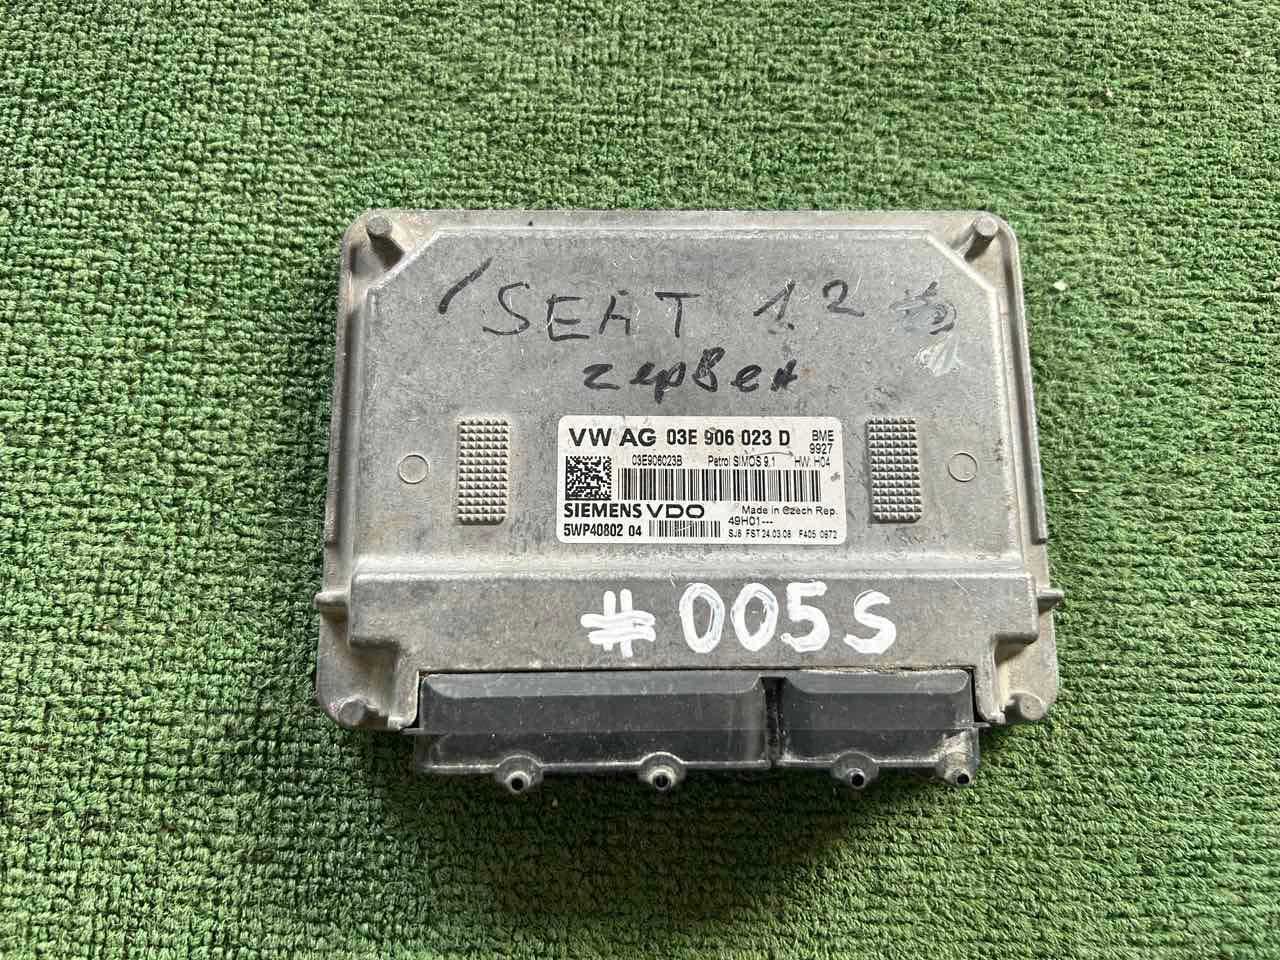 SEAT 1.2
червен
VW AG 03E 906 023 D
BME
9927
03E906023B Petrol SIMOS 9.1 HW: H04
SIEMENS VDO Made in Czech Rep.
49H01---
5WP40802 04 SJ6 FST 24.03.08 F405 0972
#005S